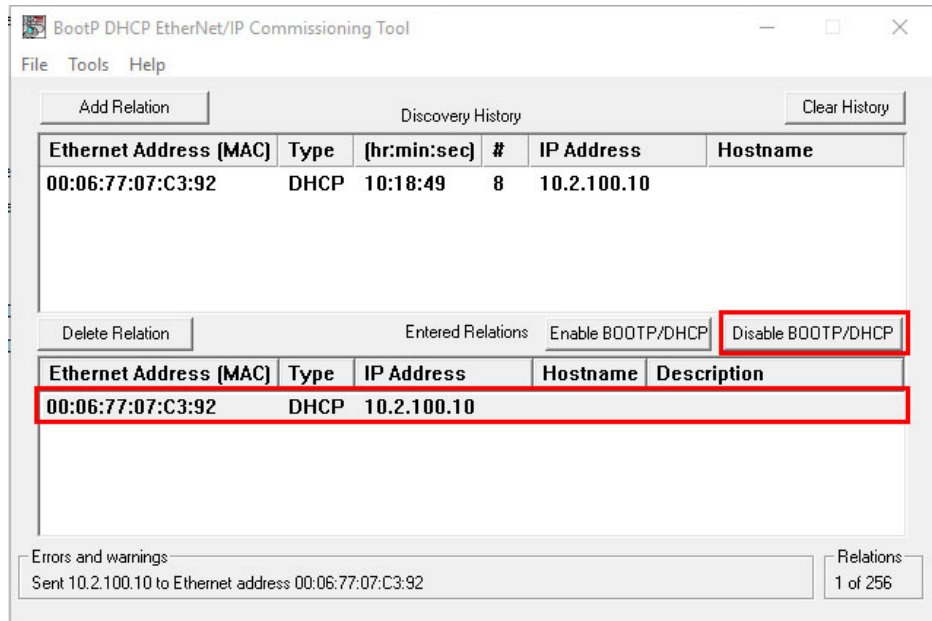 BootP DHCP EtherNet/IP Commissioning Tool
File Tools Help
Add Relation Discovery History Clear History
Ethernet Address (MAC) Type (hr:min:sec) # IP Address Hostname
00:06:77:07:C3:92 DHCP 10:18:49 8 10.2.100.10
Delete Relation Entered Relations Enable BOOTP/DHCP Disable BOOTP/DHCP
Ethernet Address (MAC) Type IP Address Hostname Description
00:06:77:07:C3:92 DHCP 10.2.100.10
Errors and warnings Relations
Sent 10.2.100.10 to Ethernet address 00:06:77:07:C3:92 1 of 256